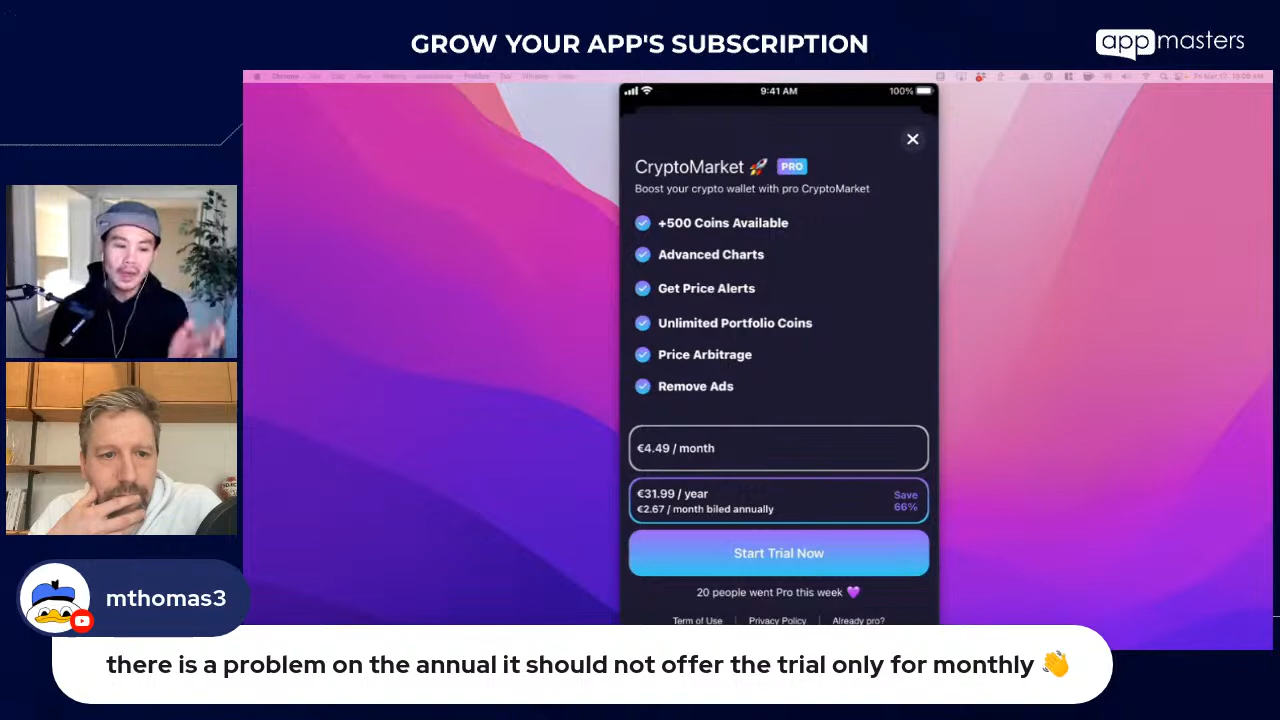 GROW YOUR APP'S SUBSCRIPTION
appmasters
9:41 AM
100%
CryptoMarket 🚀 PRO
Boost your crypto wallet with pro CryptoMarket
+500 Coins Available
Advanced Charts
Get Price Alerts
Unlimited Portfolio Coins
Price Arbitrage
Remove Ads
€4.49 / month
€31.99 / year
€2.67 / month biled annually
Save
66%
Start Trial Now
20 people went Pro this week 💜
Term of Use | Privacy Policy | Already pro?
mthomas3
there is a problem on the annual it should not offer the trial only for monthly 👋